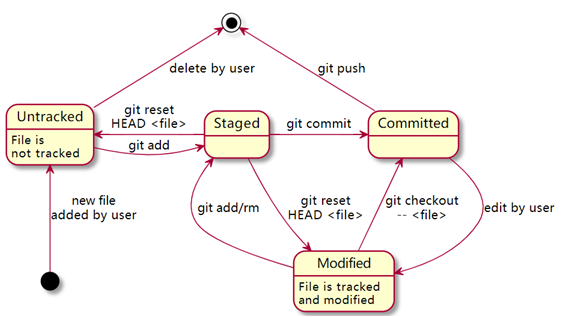 delete by user
git push
Untracked
File is
not tracked
git reset
HEAD <file>
git add
Staged
git commit
Committed
new file
added by user
git add/rm
git reset
HEAD <file>
git checkout
-- <file>
edit by user
Modified
File is tracked
and modified